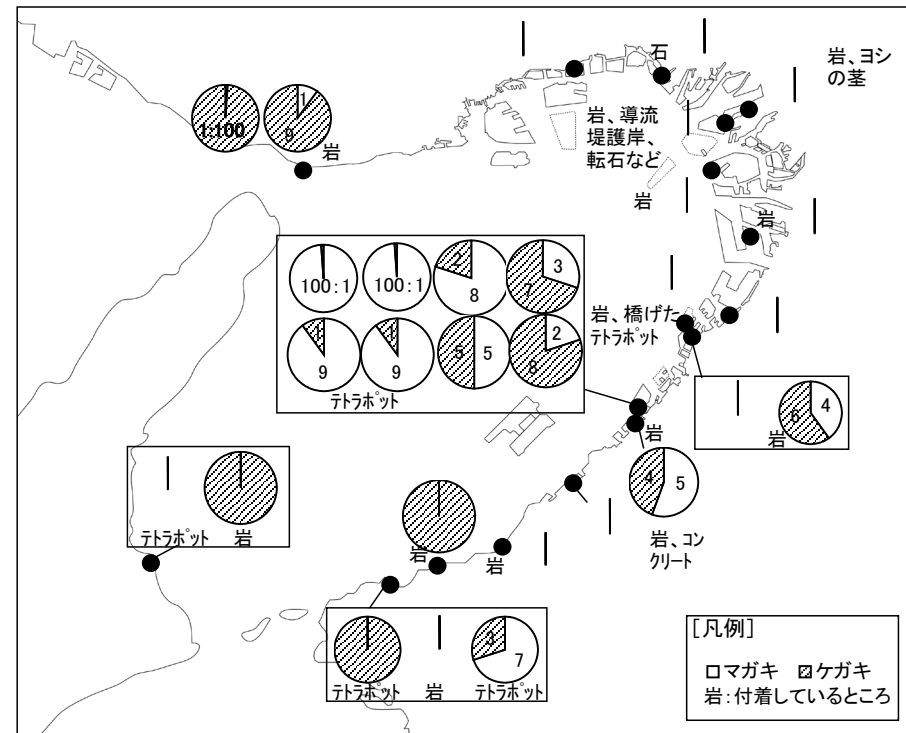 石
岩、ヨシ
の茎
1:100
1
9
岩
岩、導流
堤護岸、
転石など
岩
岩
100:1
100:1
2
8
3
7
1
9
1
9
5
5
2
8
テトラポット
岩、橋げた
テトラポット
6
4
岩
岩
4
5
岩、コン
クリート
テトラポット
岩
岩
岩
3
7
テトラポット
岩
テトラポット
[凡例]
マガキ ケガキ
岩:付着しているところ